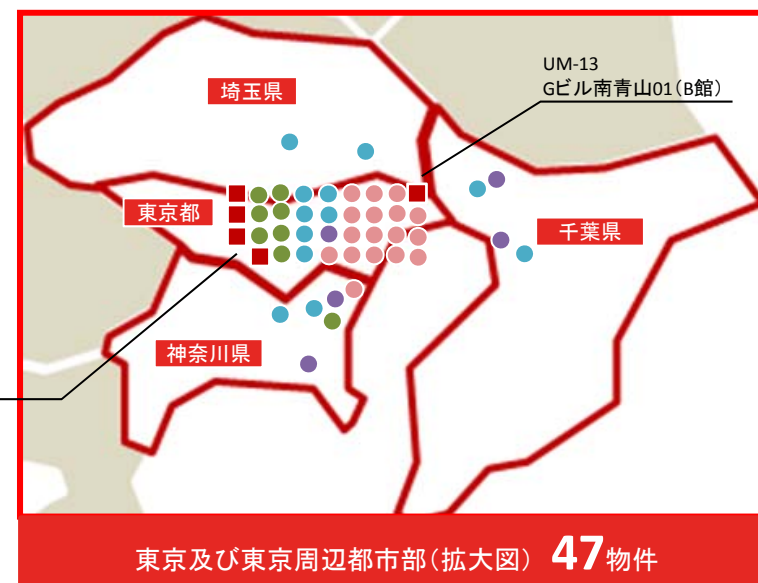 UM-13
Gビル南青山01(B館)
埼玉県
東京都
千葉県
神奈川県
東京及び東京周辺都市部(拡大図) 47物件